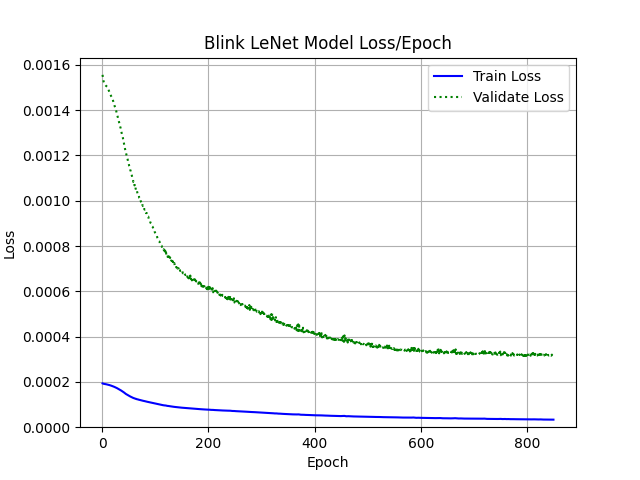 Blink LeNet Model Loss/Epoch
0.0016
0.0014
0.0012
0.0010
0.0008
0.0006
0.0004
0.0002
0.0000
Loss
Train Loss
Validate Loss
0 200 400 600 800
Epoch